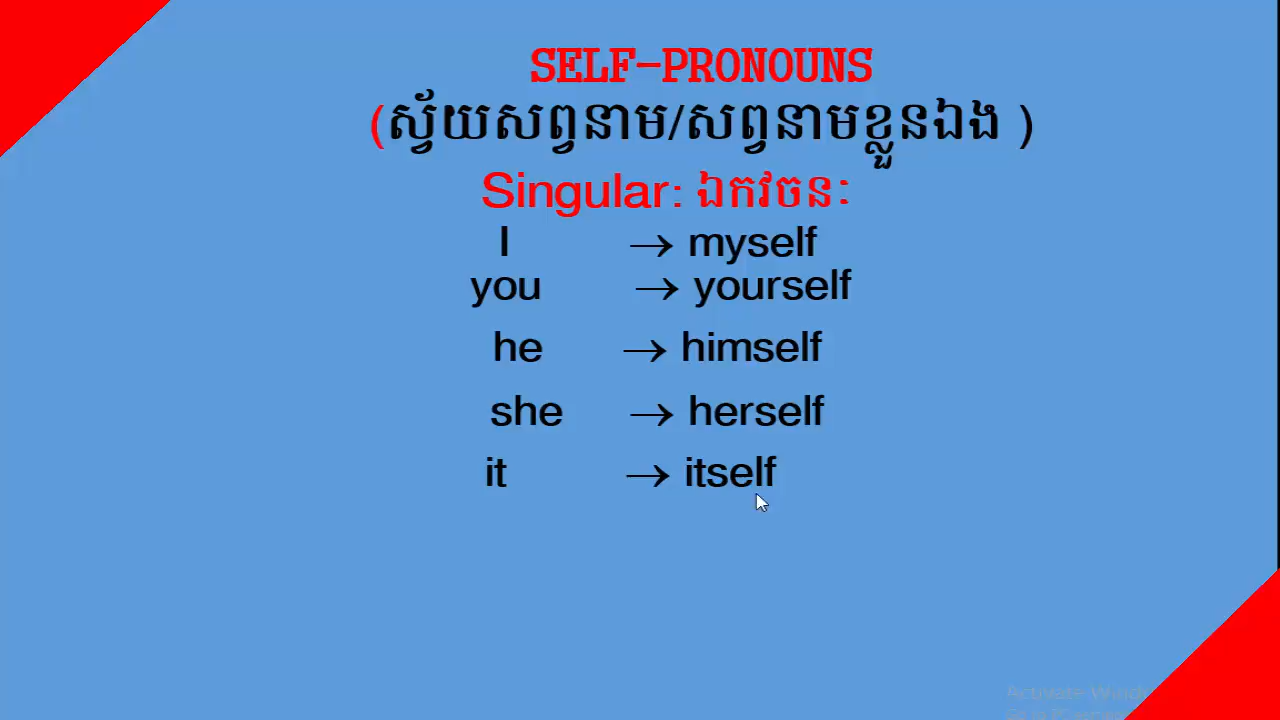 SELF-PRONOUNS
(ស្វ័យសព្វនាម/សព្វនាមខ្លួនឯង )
Singular: ឯកវចនៈ
I → myself
you → yourself
he → himself
she → herself
it → itself
Activate